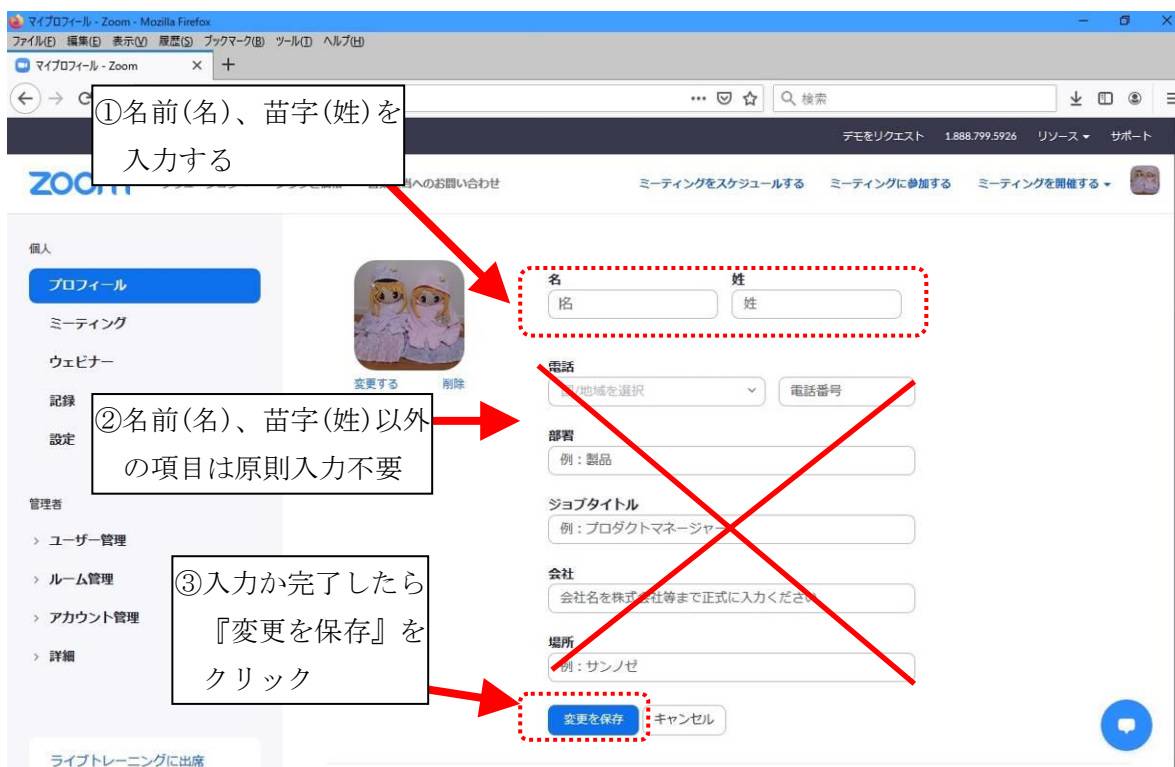 マイプロフィール - Zoom - Mozilla Firefox
ファイル(F) 編集(E) 表示(V) 履歴(S) ブックマーク(B) ツール(T) ヘルプ(H)
マイプロフィール - Zoom
検索
①名前(名)、苗字(姓)を
入力する
デモをリクエスト 1.888.799.5926 リソース サポート
zoom
へのお問い合わせ
ミーティングをスケジュールする ミーティングに参加する ミーティングを開催する
個人
プロフィール
ミーティング
ウェビナー
記録
設定
変更する 削除
名 姓
名 姓
電話
国/地域を選択 電話番号
②名前(名)、苗字(姓)以外
の項目は原則入力不要
部署
例：製品
ジョブタイトル
例：プロダクトマネージャー
会社
会社名を株式会社等まで正式に入力ください
場所
例：サンノゼ
管理者
ユーザー管理
ルーム管理
アカウント管理
詳細
③入力か完了したら
『変更を保存』を
クリック
変更を保存 キャンセル
ライブトレーニングに出席